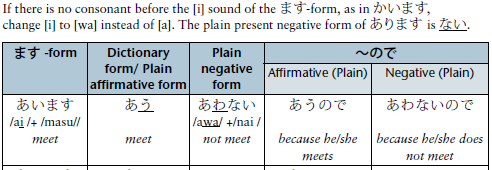 If there is no consonant before the [i] sound of the ます-form, as in かいます,
change [i] to [wa] instead of [a]. The plain present negative form of あります is ない.
ます -form Dictionary form/ Plain affirmative form Plain negative form ～ので
Affirmative (Plain) Negative (Plain)
あいます あう あわない あうので あわないので
/ai /+ /masu// /awa/ +/nai / because he/she because he/she does
meet meet not meet meets not meet